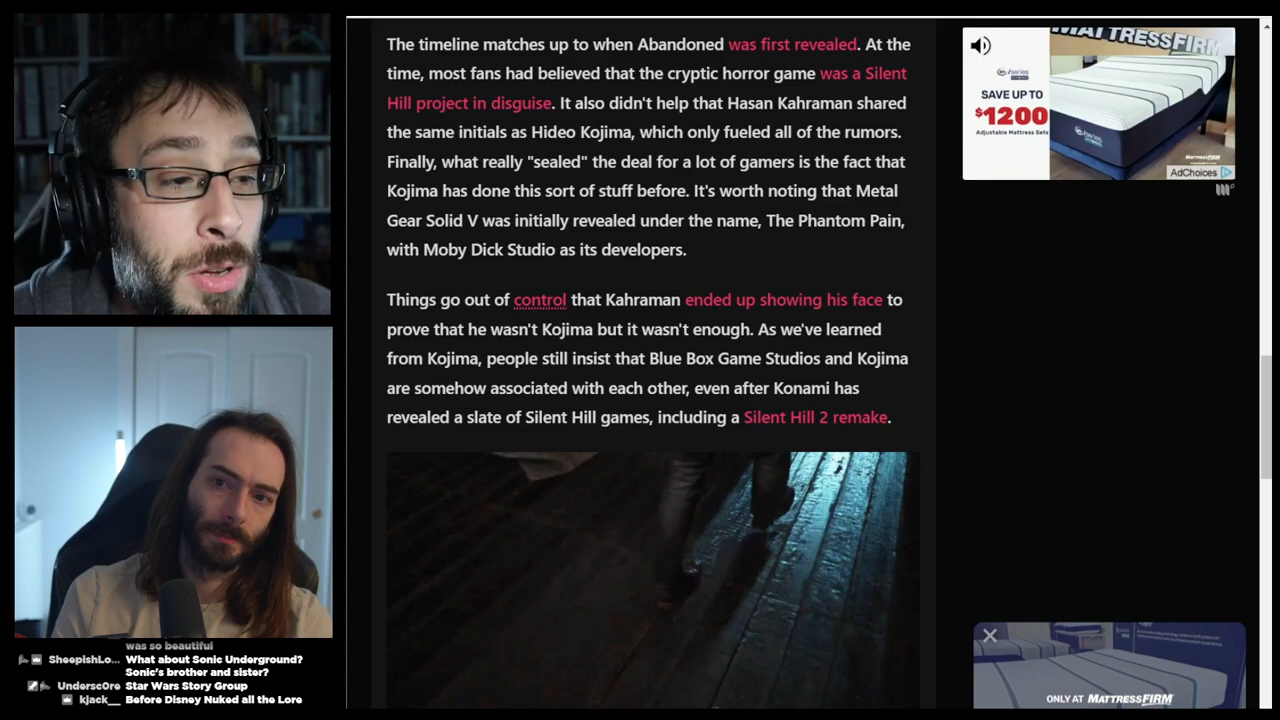 The timeline matches up to when Abandoned was first revealed. At the
time, most fans had believed that the cryptic horror game was a Silent
Hill project in disguise. It also didn't help that Hasan Kahraman shared
the same initials as Hideo Kojima, which only fueled all of the rumors.
Finally, what really "sealed" the deal for a lot of gamers is the fact that
Kojima has done this sort of stuff before. It's worth noting that Metal
Gear Solid V was initially revealed under the name, The Phantom Pain,
with Moby Dick Studio as its developers.
Things go out of control that Kahraman ended up showing his face to
prove that he wasn't Kojima but it wasn't enough. As we've learned
from Kojima, people still insist that Blue Box Game Studios and Kojima
are somehow associated with each other, even after Konami has
revealed a slate of Silent Hill games, including a Silent Hill 2 remake.
MATTRESSFIRM
SAVE UP TO
$1200
Adjustable Mattress Sets
MATTRESSFIRM
AdChoices
ONLY AT MATTRESSFIRM
was so beautiful
SheepishLo... What about Sonic Underground?
Sonic's brother and sister?
Undersc0re Star Wars Story Group
kjack__ Before Disney Nuked all the Lore